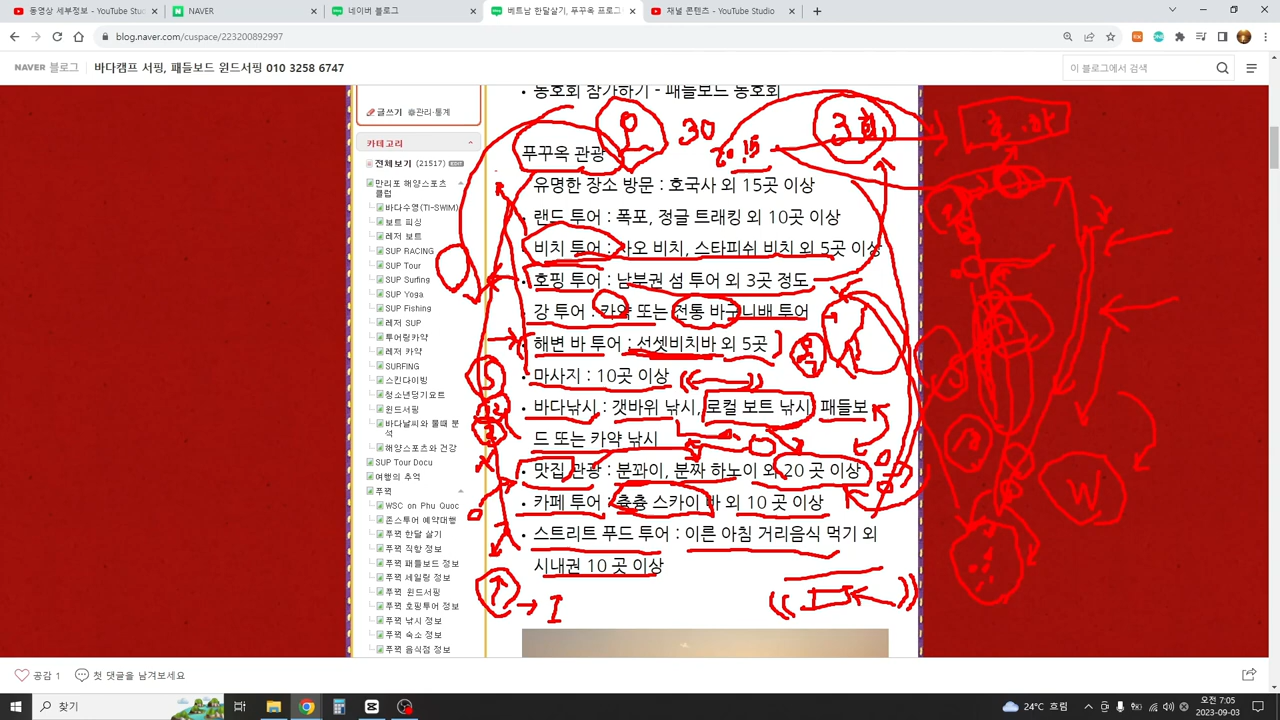 동영상 세부정보 - YouTube Stu
NAVER
네이버 블로그
베트남 한달살기, 푸꾸옥 프로그
채널 콘텐츠 - YouTube Studio
blog.naver.com/cuspace/223200892997
NAVER 블로그
바다캠프 서핑, 패들보드 윈드서핑 010 3258 6747
이 블로그에서 검색
글쓰기 관리·통계
카테고리
전체보기 (21517) EDIT
만리포 해양스포츠
클럽
바다수영(TI-SWIM)
보트 피싱
레저 보트
SUP RACING
SUP Tour
SUP Surfing
SUP Yoga
SUP Fishing
레저 SUP
투어링카약
레저 카약
SURFING
스킨다이빙
청소년딩기요트
윈드서핑
바다날씨와 물때 분
석
해양스포츠와 건강
SUP Tour Docu
여행의 추억
푸꿕
WSC on Phu Quoc
존스투어 예약대행
푸꿕 한달 살기
푸꿕 직항 정보
푸꿕 패들보드 정보
푸꿕 세일링 정보
푸꿕 윈드서핑
푸꿕 호핑투어 정보
푸꿕 낚시 정보
푸꿕 숙소 정보
푸꿕 음식점 정보
동호회 참가하기 - 패들보드 동호회
30
20. 15
3회
푸꾸옥 관광
유명한 장소 방문 : 호국사 외 15곳 이상
랜드 투어 : 폭포, 정글 트래킹 외 10곳 이상
비치 투어 : 사오 비치, 스타피쉬 비치 외 5곳 이상
호핑 투어 : 남부권 섬 투어 외 3곳 정도
강 투어 : 카약 또는 전통 바구니배 투어
해변 바 투어 : 선셋비치바 외 5곳
마사지 : 10곳 이상
바다낚시 : 갯바위 낚시, 로컬 보트 낚시, 패들보
드 또는 카약 낚시
맛집 관광 : 분꽈이, 분짜 하노이 외 20 곳 이상
카페 투어 : 춤춤 스카이 바 외 10 곳 이상
스트리트 푸드 투어 : 이른 아침 거리음식 먹기 외
시내권 10 곳 이상
공감 1
첫 댓글을 남겨보세요
찾기
24°C 흐림
오전 7:05
2023-09-03